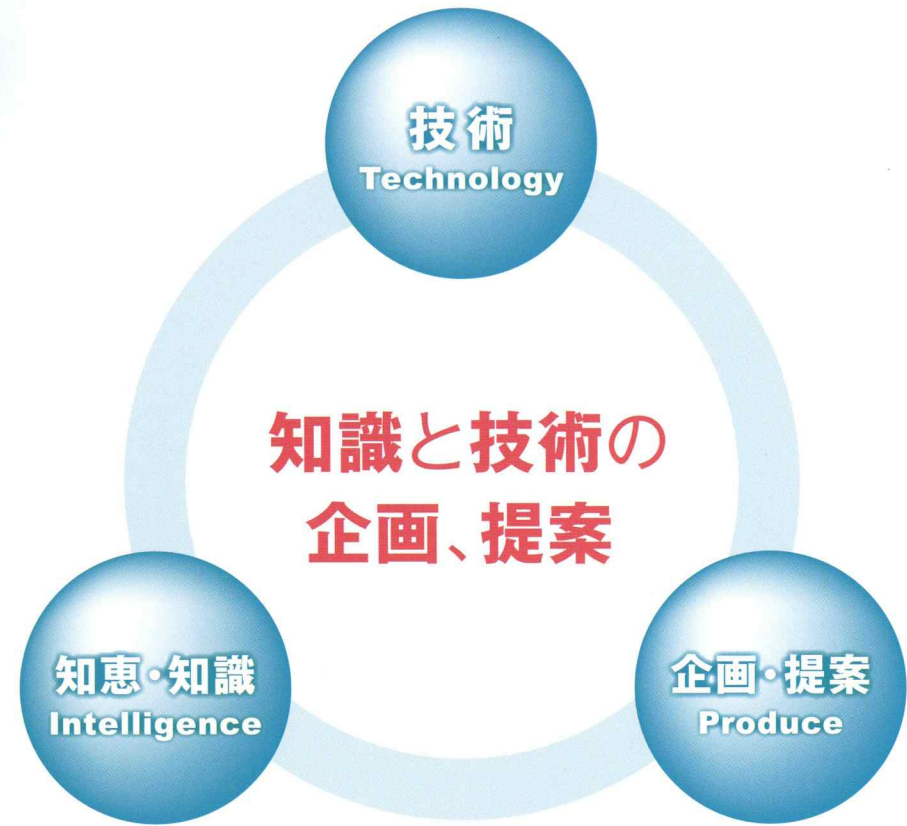 技術
Technology
知識と技術の
企画、提案
知恵・知識
Intelligence
企画・提案
Produce